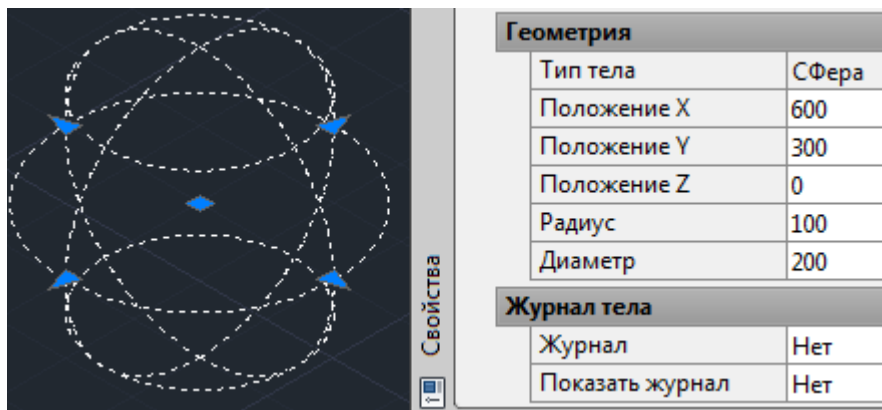 Геометрия
Тип тела СФера
Положение X 600
Положение Y 300
Положение Z 0
Радиус 100
Диаметр 200
Журнал тела
Журнал Нет
Показать журнал Нет
Свойства